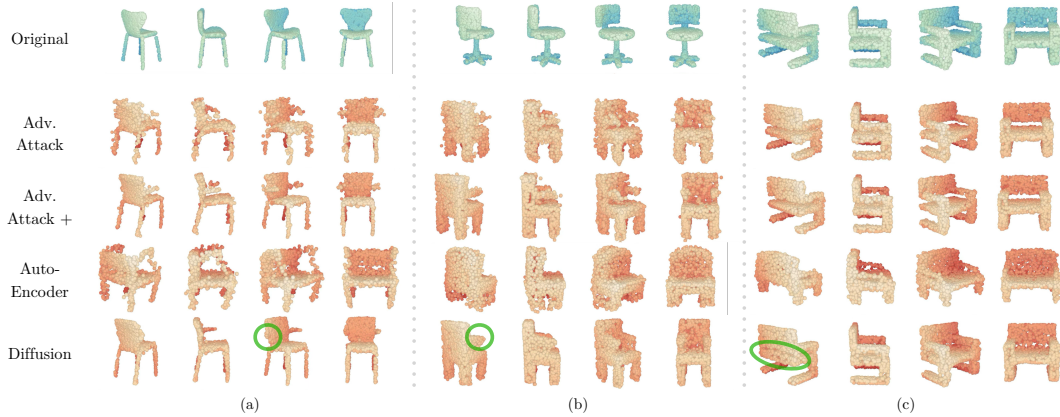 Original
Adv.
Attack
Adv.
Attack +
Auto-
Encoder
Diffusion
(a)
(b)
(c)